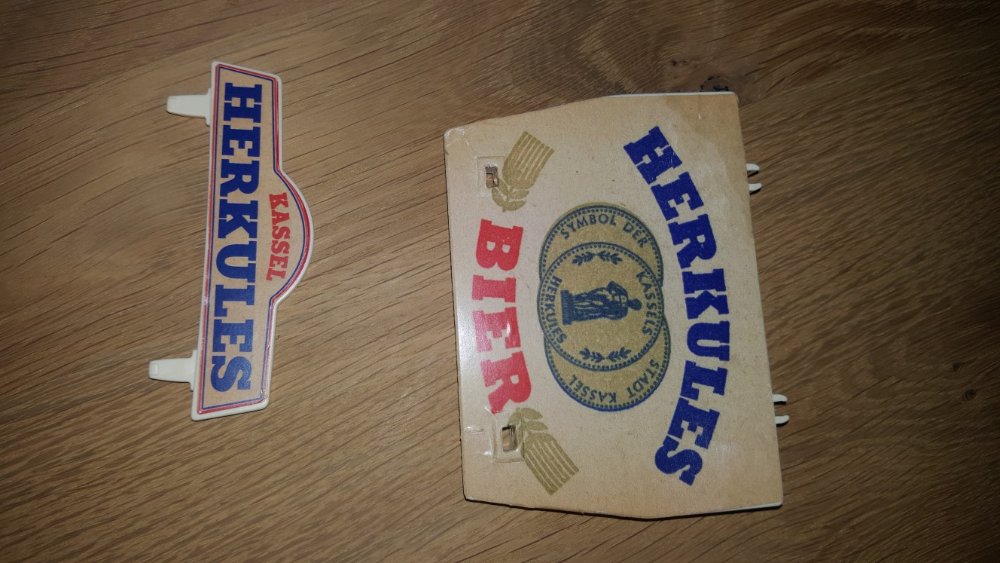 HERKULES
SYMBOL DER
STADT KASSEL
KASSELS
HERKULES
BIER
KASSEL
HERKULES